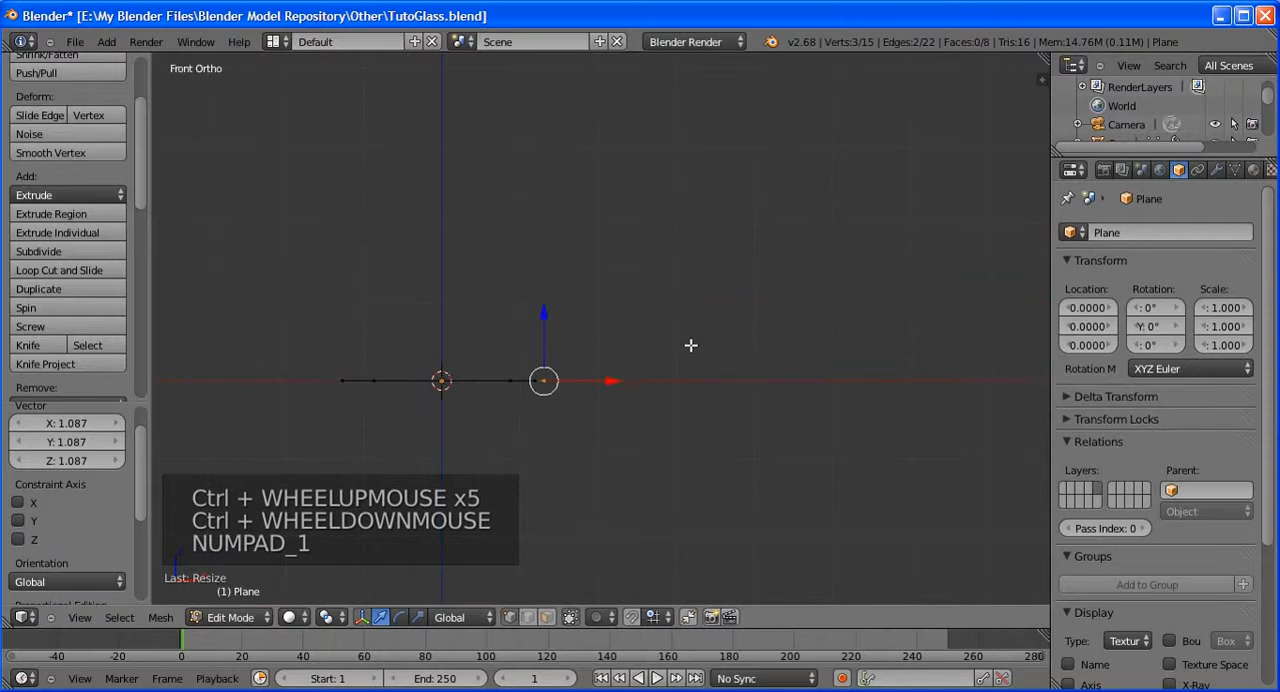 Blender* [E:\My Blender Files\Blender Model Repository\Other\TutoGlass.blend]
File Add Render Window Help Default Scene Blender Render v2.68 | Verts:3/15 | Edges:2/22 | Faces:0/8 | Tris:16 | Mem:14.76M (0.11M) | Plane
View Search All Scenes
Shrink/Fatten
Push/Pull
Deform:
Slide Edge Vertex
Noise
Smooth Vertex
Add:
Extrude
Extrude Region
Extrude Individual
Subdivide
Loop Cut and Slide
Duplicate
Spin
Screw
Knife Select
Knife Project
Remove:
Vector
X: 1.087
Y: 1.087
Z: 1.087
Constraint Axis
X
Y
Z
Orientation
Global
Front Ortho
Ctrl + WHEELUPMOUSE x5
Ctrl + WHEELDOWNMOUSE
NUMPAD_1
Last: Resize
(1) Plane
RenderLayers
World
Camera
Plane
Plane
Transform
Location: Rotation: Scale:
0.0000 : 0° : 1.000
0.0000 Y: 0° : 1.000
0.0000 : 0° : 1.000
Rotation M XYZ Euler
Delta Transform
Transform Locks
Relations
Layers: Parent:
Object
Pass Index: 0
Groups
Add to Group
Display
Type: Textur Bou Box
Name Texture Space
Axis X-Ray
View Select Mesh Edit Mode Global
-40 -20 0 20 40 60 80 100 120 140 160 180 200 220 240 260 280
View Marker Frame Playback Start: 1 End: 250 1 No Sync